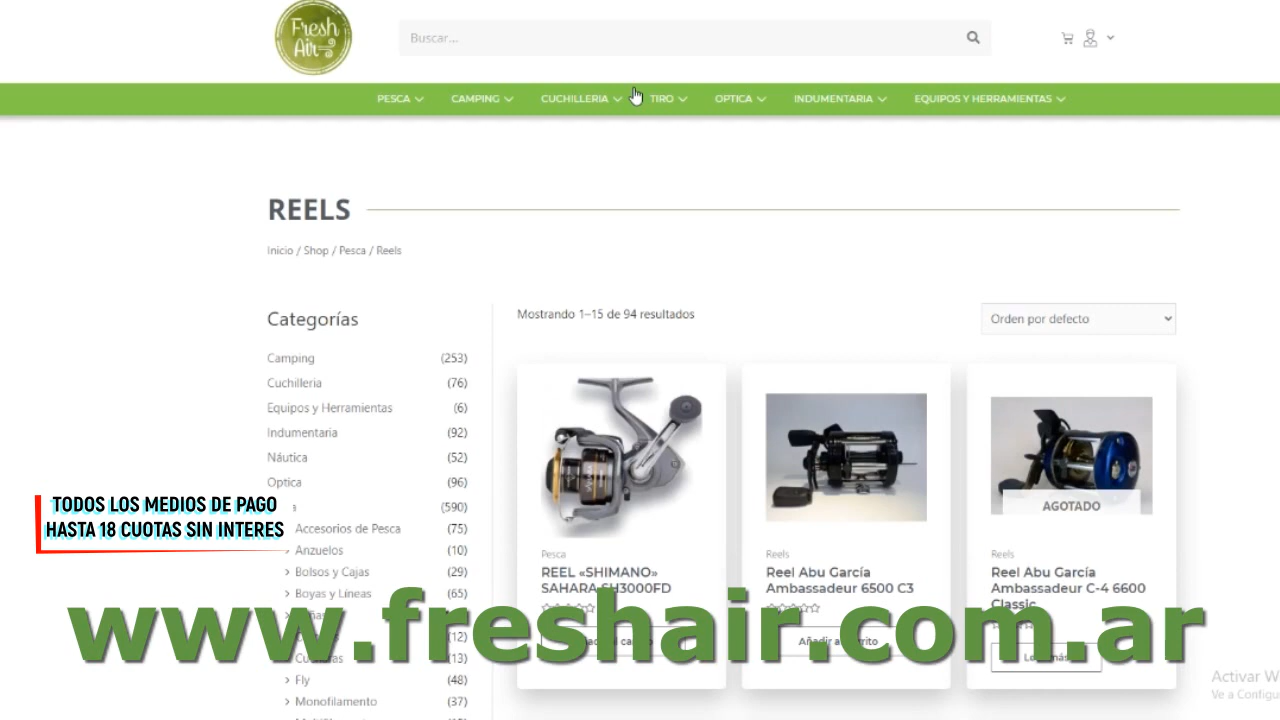 Fresh
Air
Buscar...
PESCA
CAMPING
CUCHILLERIA
TIRO
OPTICA
INDUMENTARIA
EQUIPOS Y HERRAMIENTAS
REELS
Inicio / Shop / Pesca / Reels
Categorías
Mostrando 1–15 de 94 resultados
Orden por defecto
Camping (253)
Cuchilleria (76)
Equipos y Herramientas (6)
Indumentaria (92)
Náutica (52)
Optica (96)
(590)
TODOS LOS MEDIOS DE PAGO
HASTA 18 CUOTAS SIN INTERES
Accesorios de Pesca (75)
Anzuelos (10)
Bolsos y Cajas (29)
Boyas y Líneas (65)
(12)
(13)
Fly (48)
Monofilamento (37)
Pesca
REEL «SHIMANO»
SAHARA SH3000FD
Reels
Reel Abu García
Ambassadeur 6500 C3
AGOTADO
Reels
Reel Abu García
Ambassadeur C-4 6600
Classic
www.freshair.com.ar